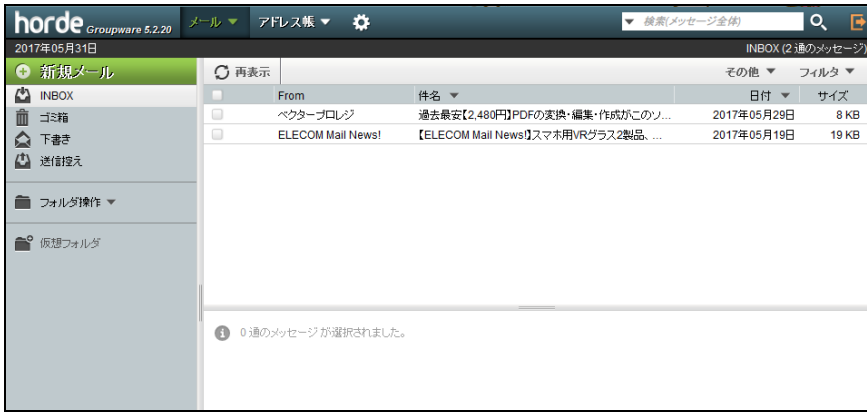 horde Groupware 5.2.20 メール ▼ アドレス帳 ▼ ▼ 検索(メッセージ全体)
2017年05月31日 INBOX (2 通のメッセージ)
新規メール 再表示 その他 ▼ フィルタ ▼
INBOX From 件名 ▼ 日付 ▼ サイズ
ゴミ箱 ベクタープロレジ 過去最安【2,480円】PDFの変換・編集・作成がこのソ... 2017年05月29日 8 KB
下書き ELECOM Mail News! 【ELECOM Mail News!】スマホ用VRグラス2製品、... 2017年05月19日 19 KB
送信控え
フォルダ操作 ▼
仮想フォルダ
0 通のメッセージ が選択されました。